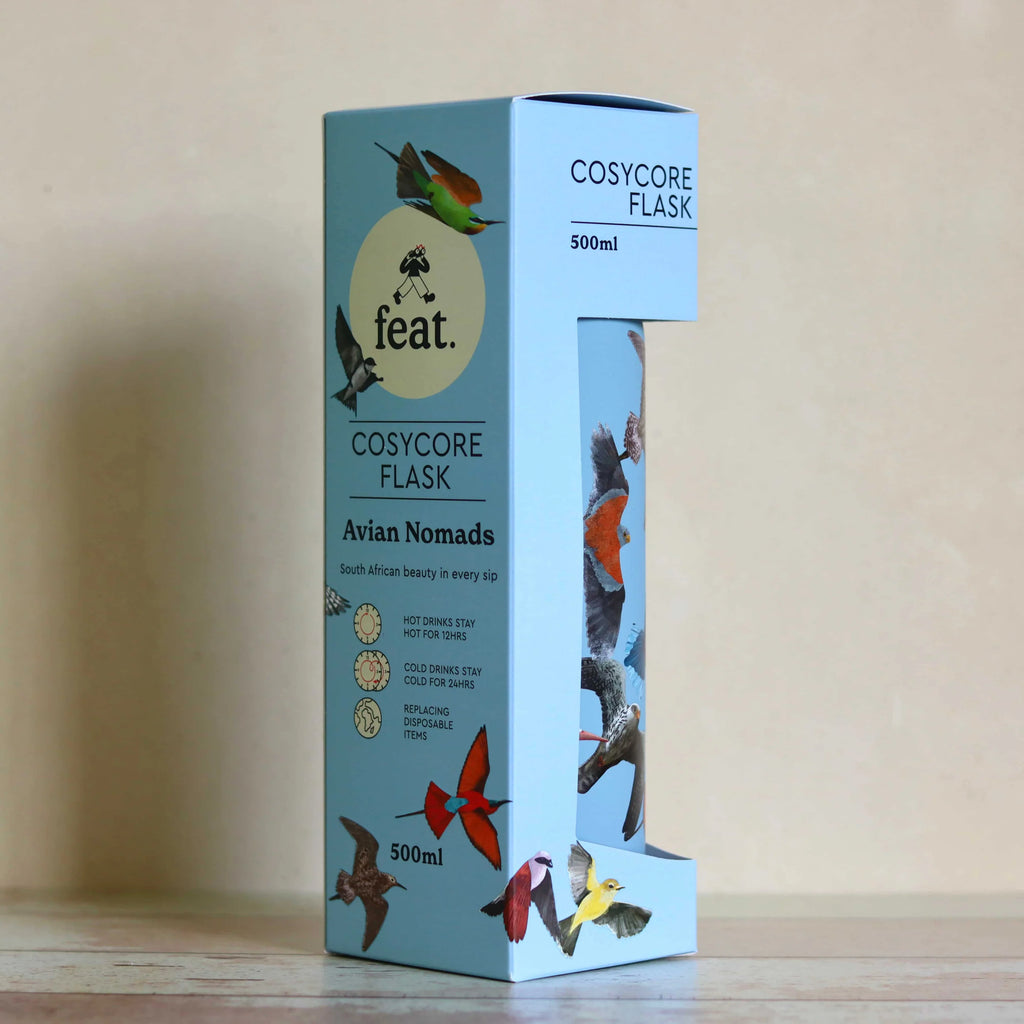 feat.
COSYCORE
FLASK
Avian Nomads
South African beauty in every sip
HOT DRINKS STAY
HOT FOR 12HRS
COLD DRINKS STAY
COLD FOR 24HRS
REPLACING
DISPOSABLE
ITEMS
500ml
COSYCORE
FLASK
500ml